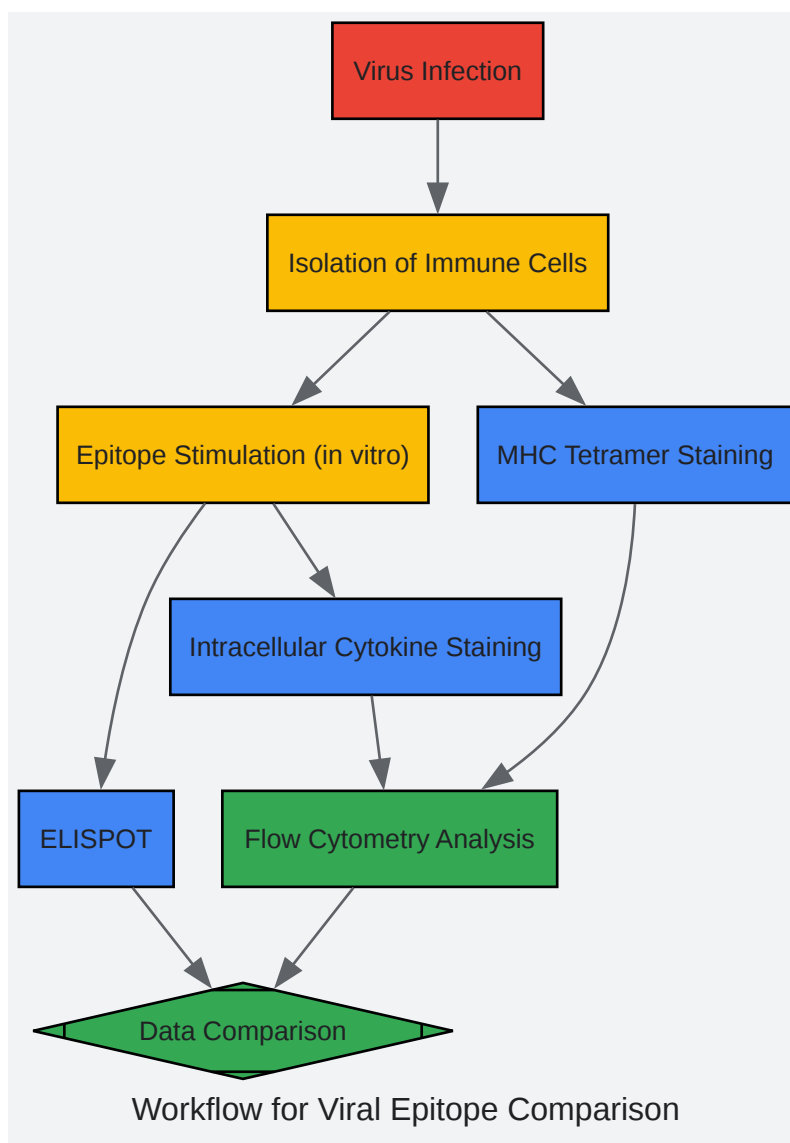 Virus Infection
Isolation of Immune Cells
Epitope Stimulation (in vitro)
MHC Tetramer Staining
Intracellular Cytokine Staining
ELISPOT
Flow Cytometry Analysis
Data Comparison
Workflow for Viral Epitope Comparison